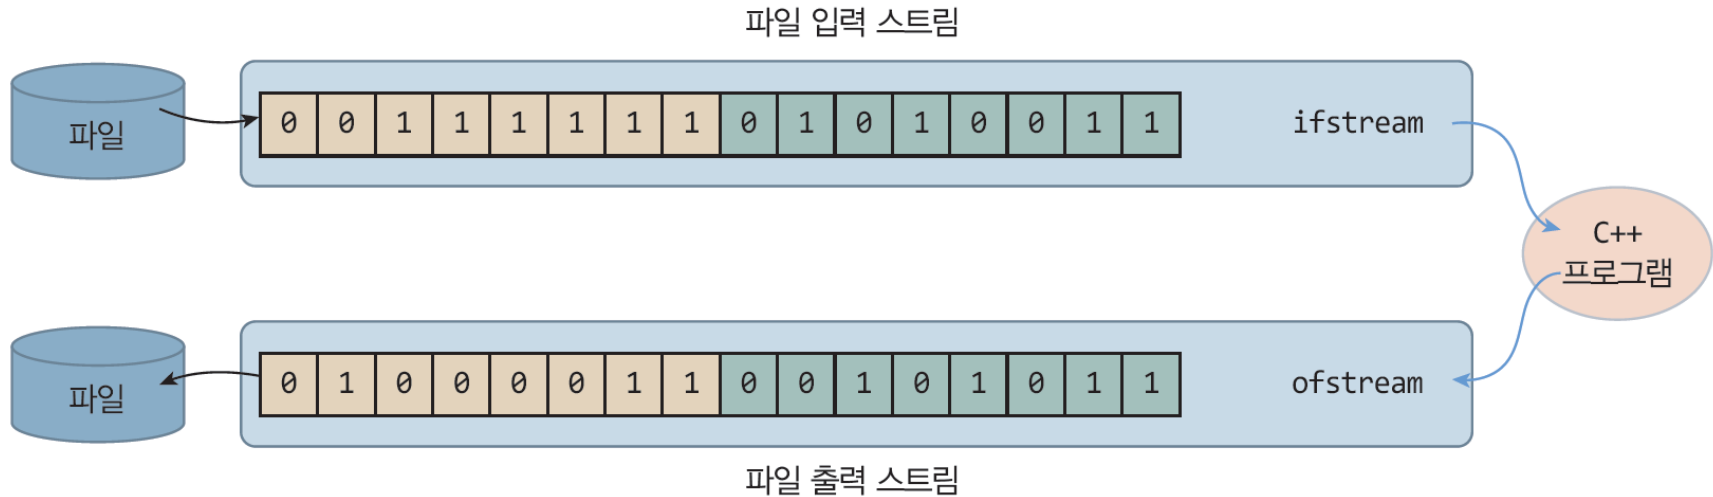 파일 입력 스트림
파일
0 0 1 1 1 1 1 1 0 1 0 1 0 0 1 1
ifstream
C++
프로그램
파일
0 1 0 0 0 0 1 1 0 0 1 0 1 0 1 1
ofstream
파일 출력 스트림